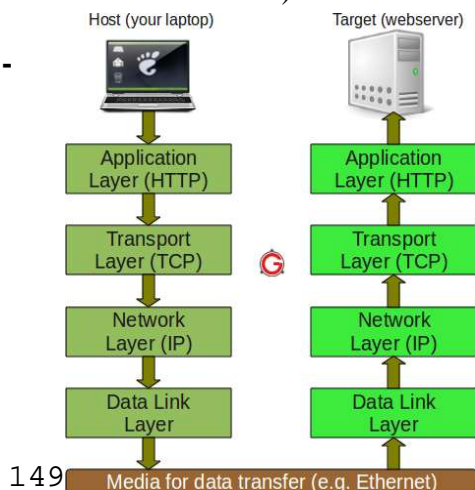 Host (your laptop)
Target (webserver)
-
Application
Layer (HTTP)
Application
Layer (HTTP)
Transport
Layer (TCP)
G
Transport
Layer (TCP)
Network
Layer (IP)
Network
Layer (IP)
Data Link
Layer
Data Link
Layer
149
Media for data transfer (e.g. Ethernet)